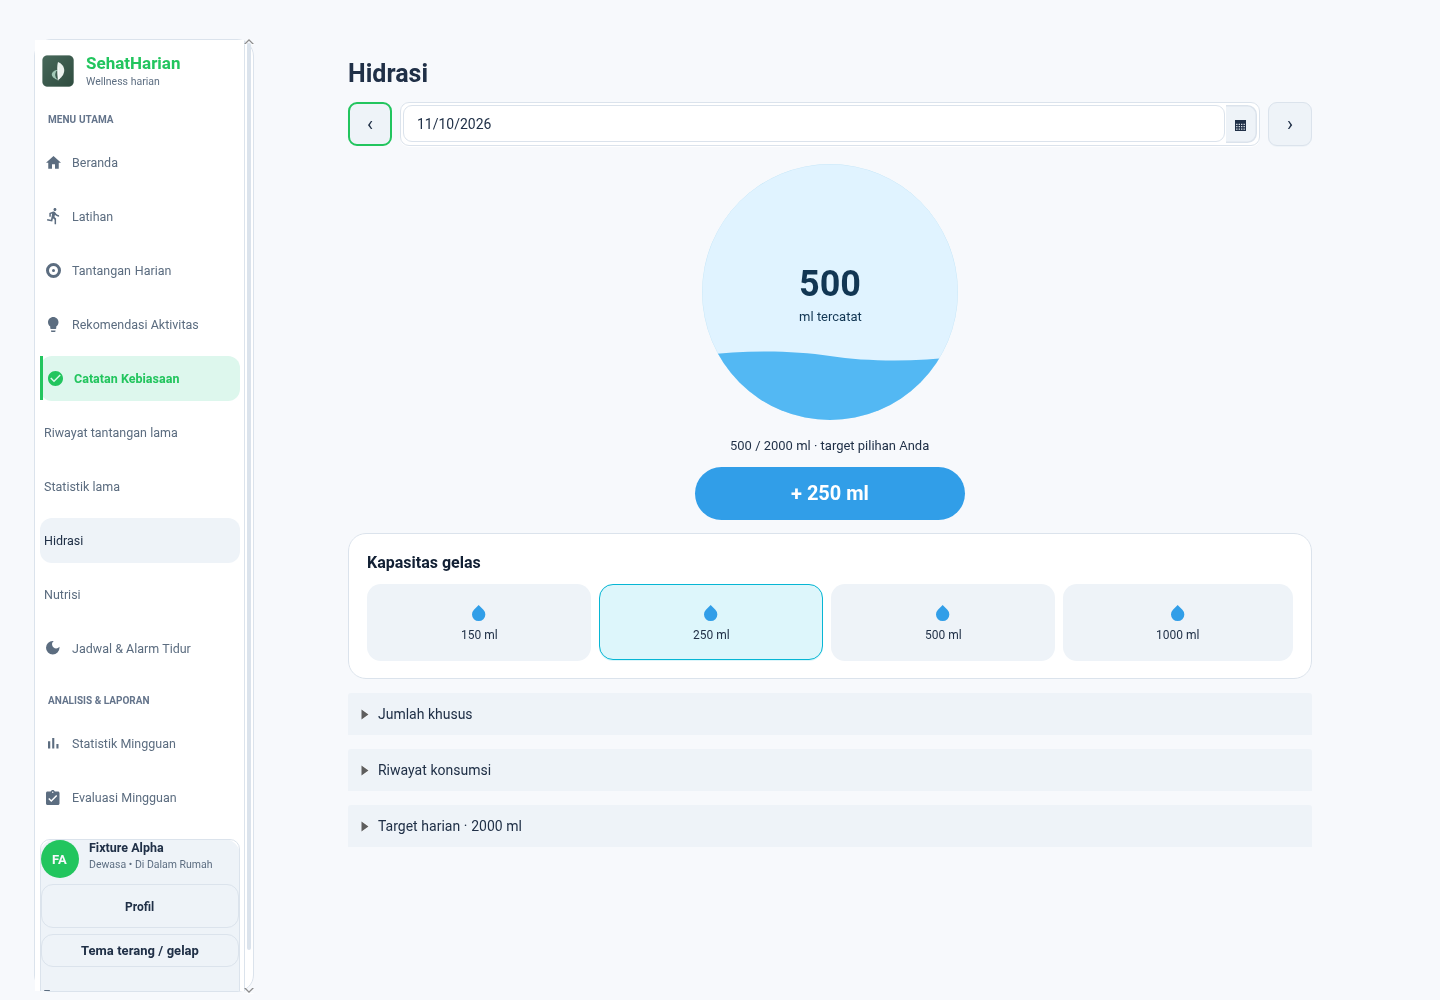 SehatHarian
Wellness harian
MENU UTAMA
Beranda
Latihan
Tantangan Harian
Rekomendasi Aktivitas
Catatan Kebiasaan
Riwayat tantangan lama
Statistik lama
Hidrasi
Nutrisi
Jadwal & Alarm Tidur
ANALISIS & LAPORAN
Statistik Mingguan
Evaluasi Mingguan
FA
Fixture Alpha
Dewasa • Di Dalam Rumah
Profil
Tema terang / gelap
Hidrasi
‹
11/10/2026
›
500
ml tercatat
500 / 2000 ml · target pilihan Anda
+ 250 ml
Kapasitas gelas
150 ml
250 ml
500 ml
1000 ml
Jumlah khusus
Riwayat konsumsi
Target harian · 2000 ml